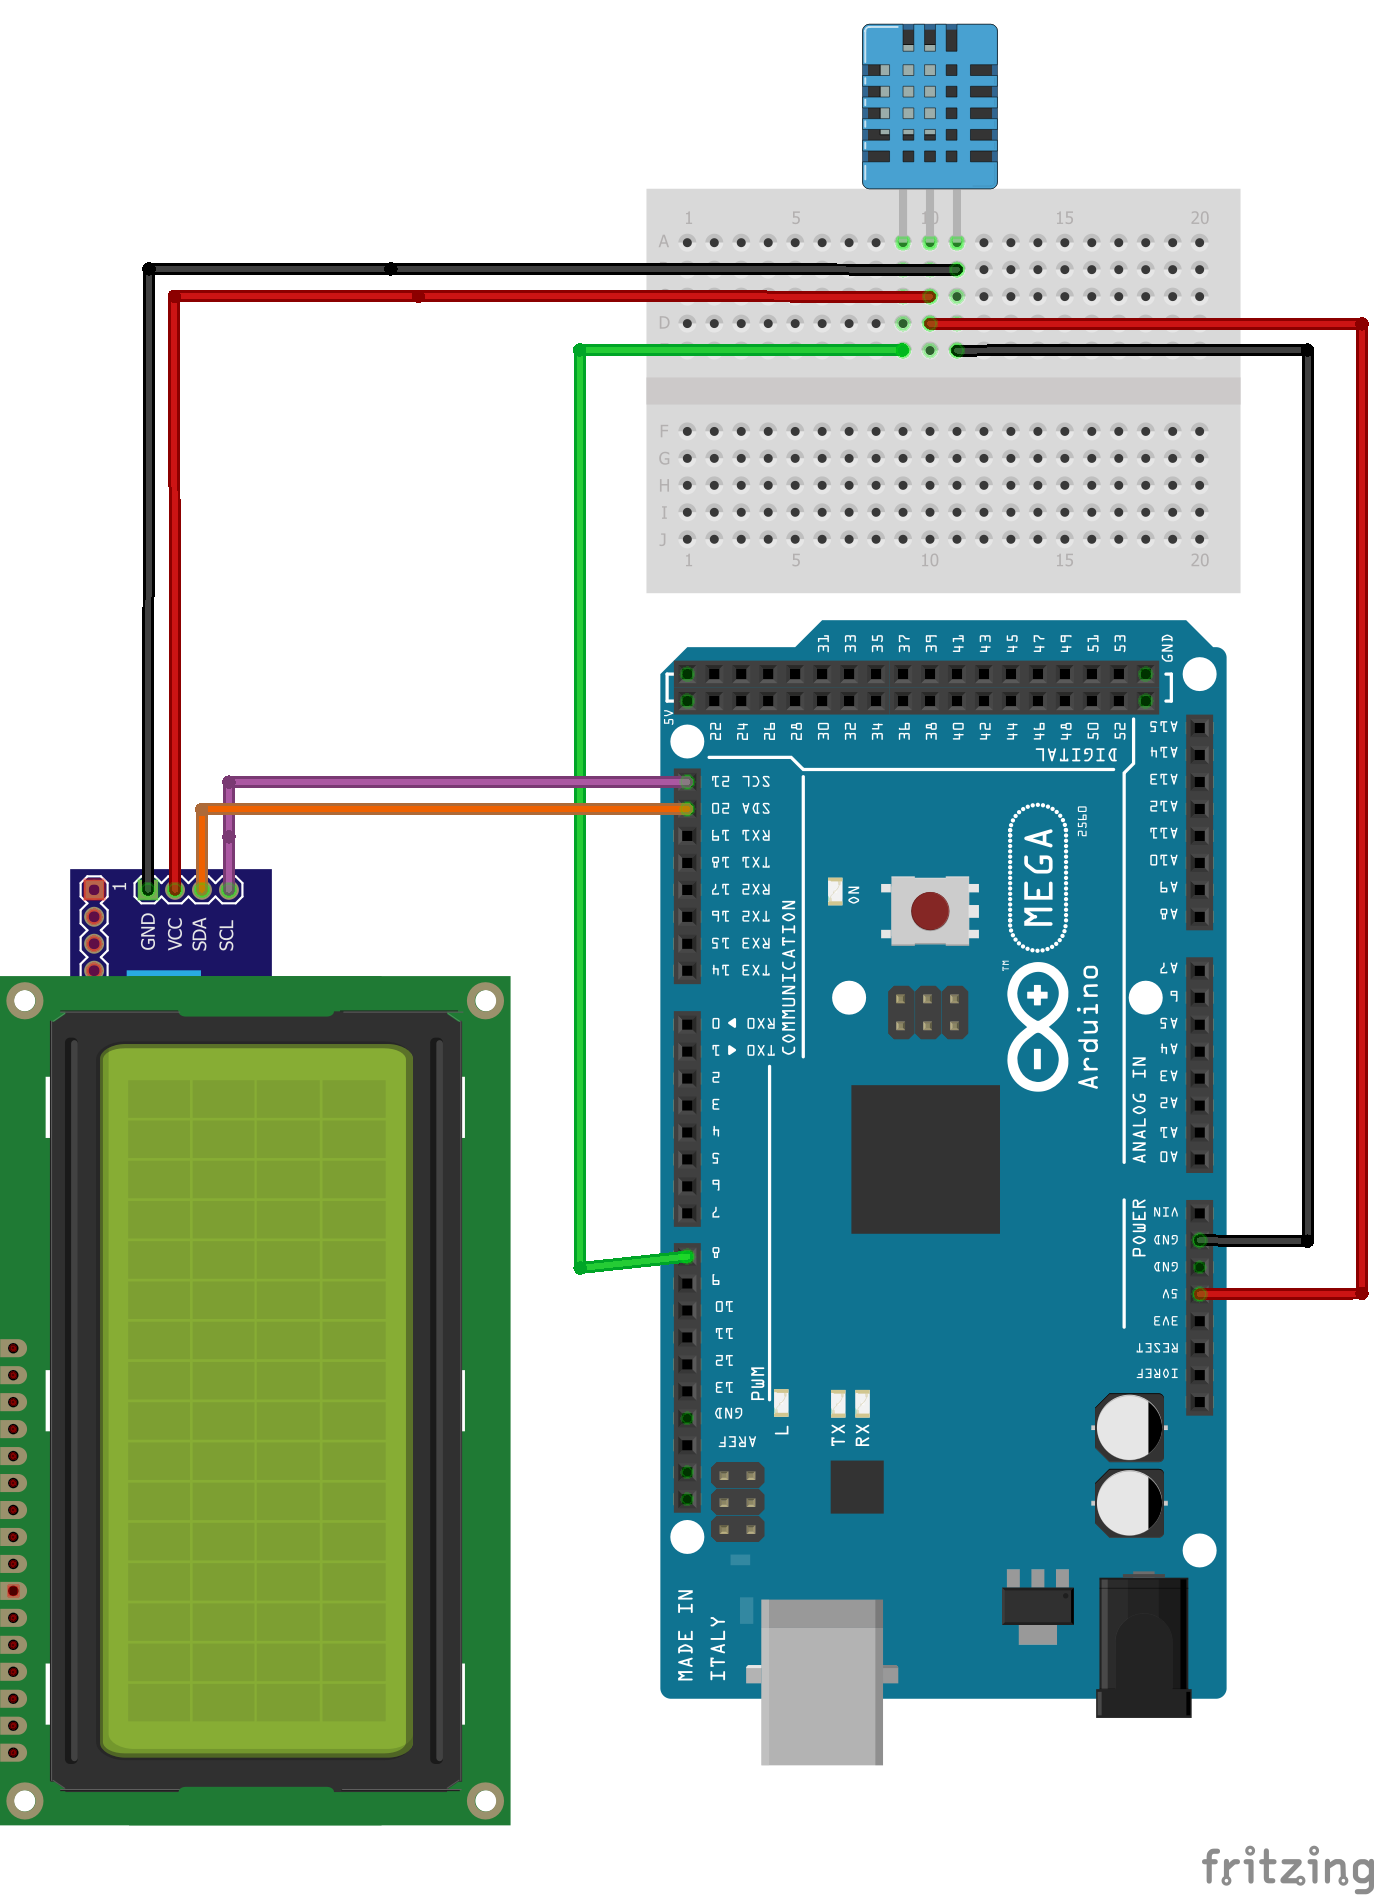 1 5 10 15 20
A
D
F
G
H
I
J
1 5 10 15 20
31 33 35 37 39 41 43 45 47 49 51 53 GND
5V 22 24 26 28 30 32 34 36 38 40 42 44 46 48 50 52
DIGITAL
SCL 21
SDA 20
RX1 19
TX1 18
RX2 17
TX2 16
RX3 15
TX3 14
COMMUNICATION
RX0 ▶ 0
TX0 ◀ 1
2
3
4
5
6
7
8
9
10
11
12
13
GND
AREF
PWM
L
TX
RX
ON
MEGA
2560
TM
Arduino
A15
A14
A13
A12
A11
A10
A9
A8
A7
6
A5
A4
A3
A2
A1
A0
ANALOG IN
POWER
VIN
GND
GND
5V
3V3
RESET
IOREF
MADE IN
ITALY
1
GND
VCC
SDA
SCL
fritzing